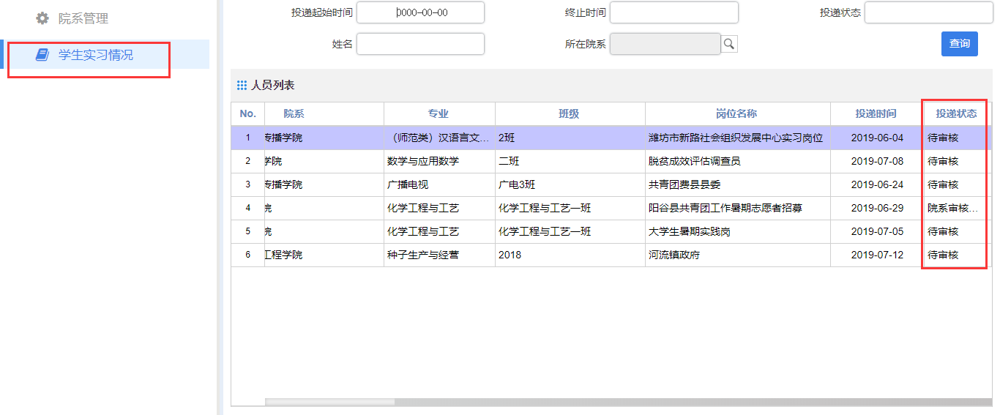 院系管理
学生实习情况
投递起始时间 0000-00-00 终止时间 投递状态
姓名 所在院系 查询
人员列表
No. 院系 专业 班级 岗位名称 投递时间 投递状态
1 传播学院 （师范类）汉语言文... 2班 潍坊市新路社会组织发展中心实习岗位 2019-06-04 待审核
2 学院 数学与应用数学 二班 脱贫成效评估调查员 2019-07-08 待审核
3 传播学院 广播电视 广电3班 共青团费县县委 2019-06-24 待审核
4 院 化学工程与工艺 化学工程与工艺一班 阳谷县共青团工作暑期志愿者招募 2019-06-29 院系审核...
5 院 化学工程与工艺 化学工程与工艺一班 大学生暑期实践岗 2019-07-05 待审核
6 工程学院 种子生产与经营 2018 河流镇政府 2019-07-12 待审核